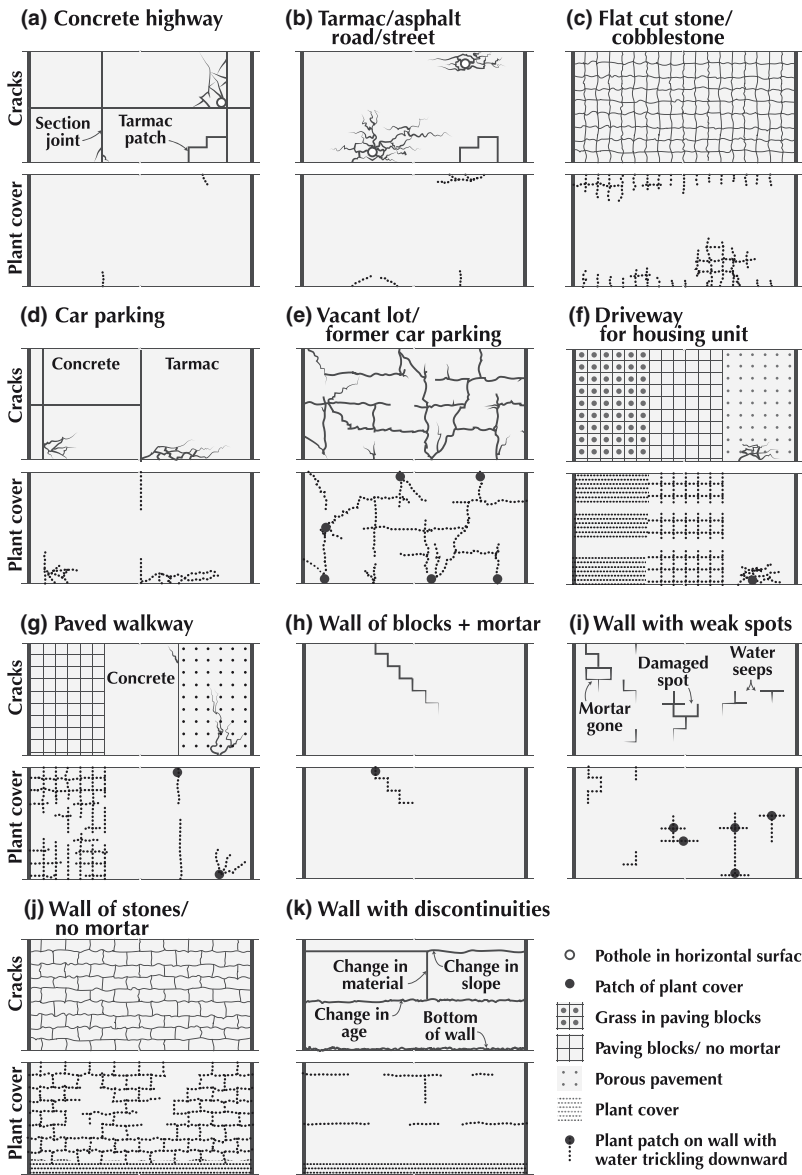 (a) Concrete highway
(b) Tarmac/asphalt
road/street
(c) Flat cut stone/
cobblestone
Cracks
Section
joint
Tarmac
patch
Plant cover
(d) Car parking
(e) Vacant lot/
former car parking
(f) Driveway
for housing unit
Cracks
Concrete
Tarmac
Plant cover
(g) Paved walkway
(h) Wall of blocks + mortar
(i) Wall with weak spots
Cracks
Concrete
Mortar
gone
Damaged
spot
Water
seeps
Plant cover
(j) Wall of stones/
no mortar
(k) Wall with discontinuities
Cracks
Change in
material
Change in
slope
Change in
age
Bottom
of wall
Plant cover
Pothole in horizontal surfac
Patch of plant cover
Grass in paving blocks
Paving blocks/ no mortar
Porous pavement
Plant cover
Plant patch on wall with
water trickling downward